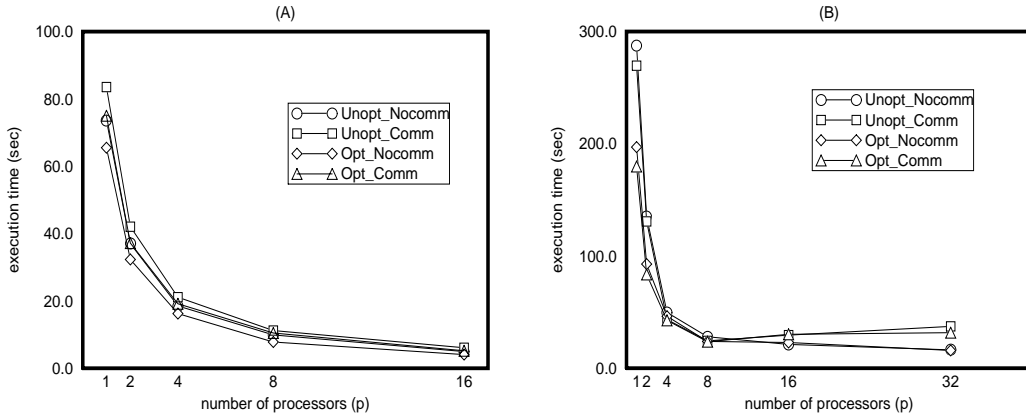 (A)
execution time (sec)
100.0
80.0
60.0
40.0
20.0
0.0
Unopt_Nocomm
Unopt_Comm
Opt_Nocomm
Opt_Comm
1 2 4 8 16
number of processors (p)
(B)
execution time (sec)
300.0
200.0
100.0
0.0
Unopt_Nocomm
Unopt_Comm
Opt_Nocomm
Opt_Comm
1 2 4 8 16 32
number of processors (p)